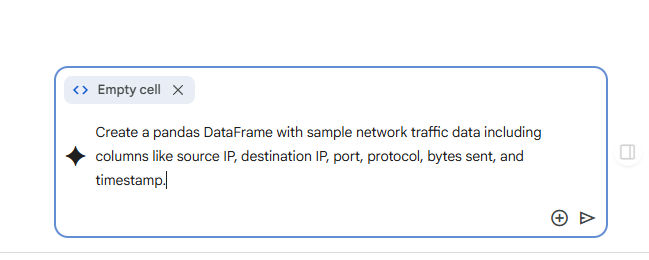 Empty cell
Create a pandas DataFrame with sample network traffic data including
columns like source IP, destination IP, port, protocol, bytes sent, and
timestamp.